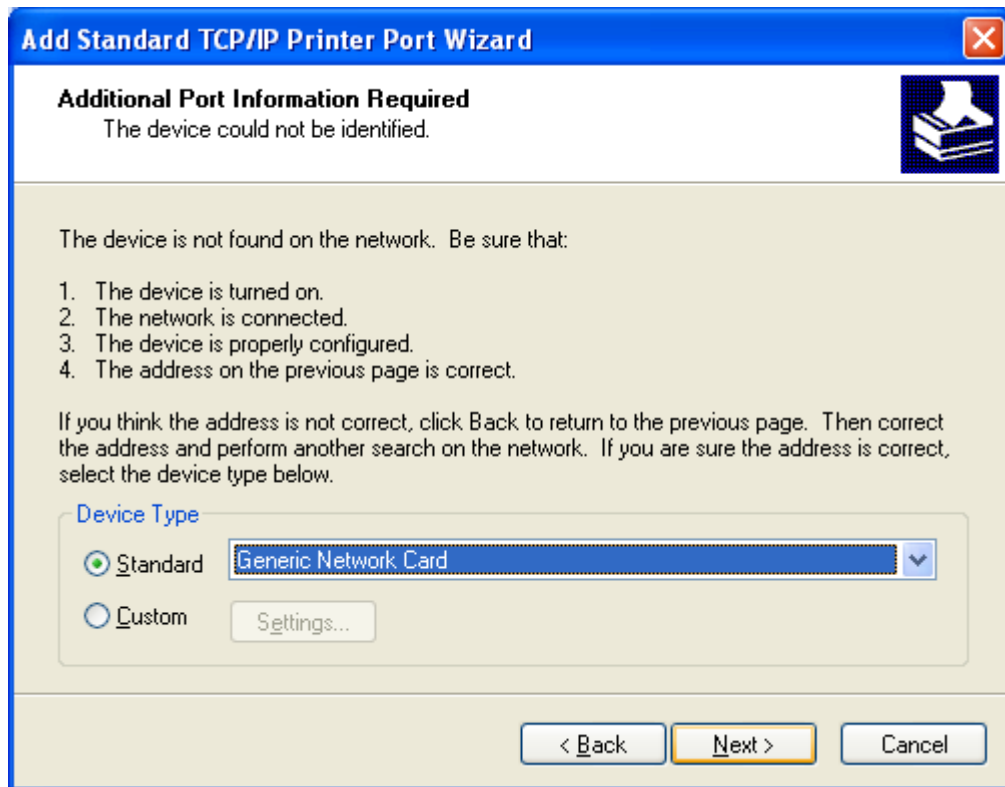 Add Standard TCP/IP Printer Port Wizard
Additional Port Information Required
The device could not be identified.
The device is not found on the network.  Be sure that:
1.  The device is turned on.
2.  The network is connected.
3.  The device is properly configured.
4.  The address on the previous page is correct.
If you think the address is not correct, click Back to return to the previous page.  Then correct
the address and perform another search on the network.  If you are sure the address is correct,
select the device type below.
Device Type
Standard Generic Network Card
Custom Settings...
< Back Next > Cancel